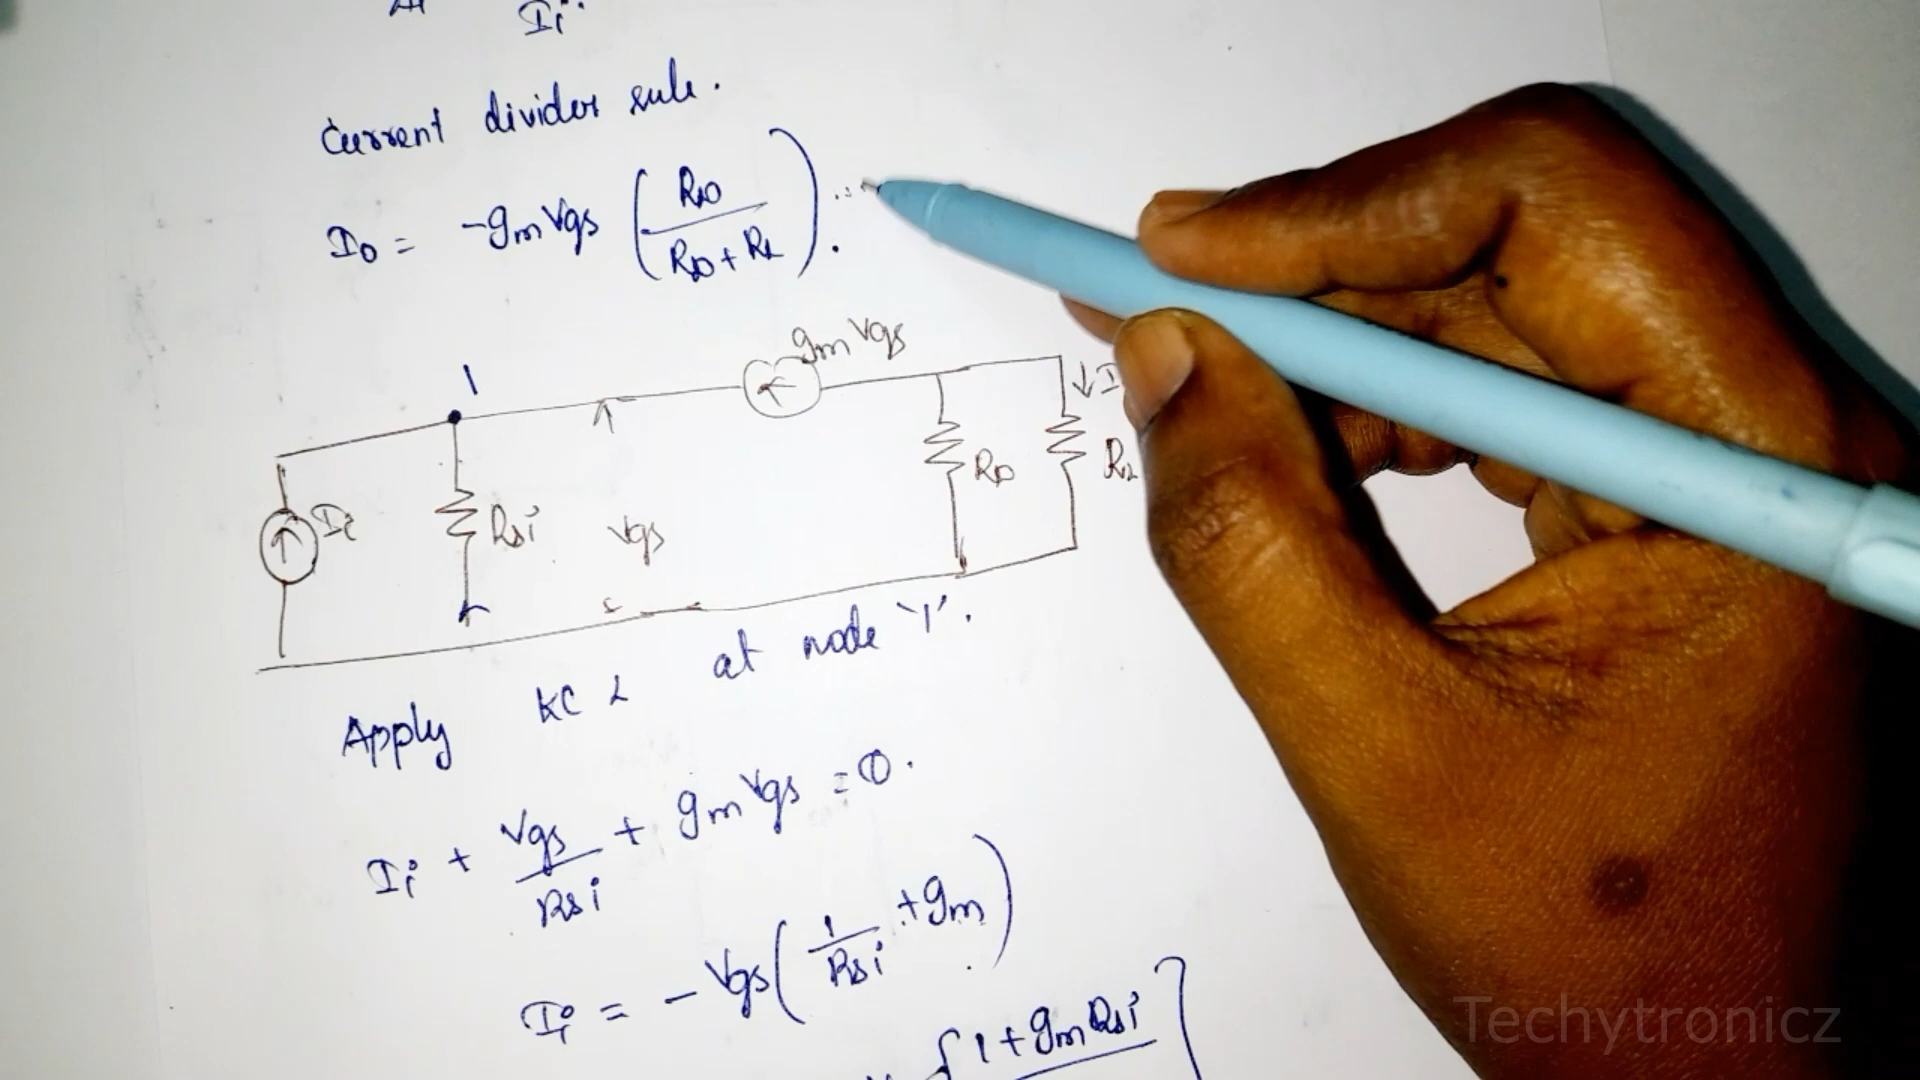 Ii
Current divider rule.
I0 = -gmVgs (RD / RD + RL) ...
1
gmVgs
Ii
Rsi
Vgs
RD
I
RL
Apply KCL at node '1'.
Ii + Vgs / Rsi + gmVgs = 0.
Ii = - Vgs (1 / Rsi + gm)
[1 + gmRsi]
Techytronicz